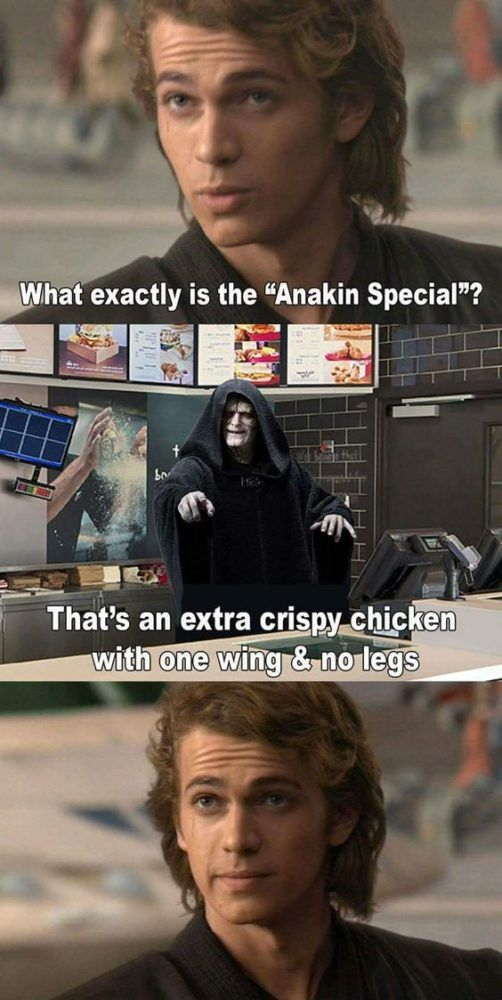 What exactly is the “Anakin Special”?
That’s an extra crispy chicken
with one wing & no legs